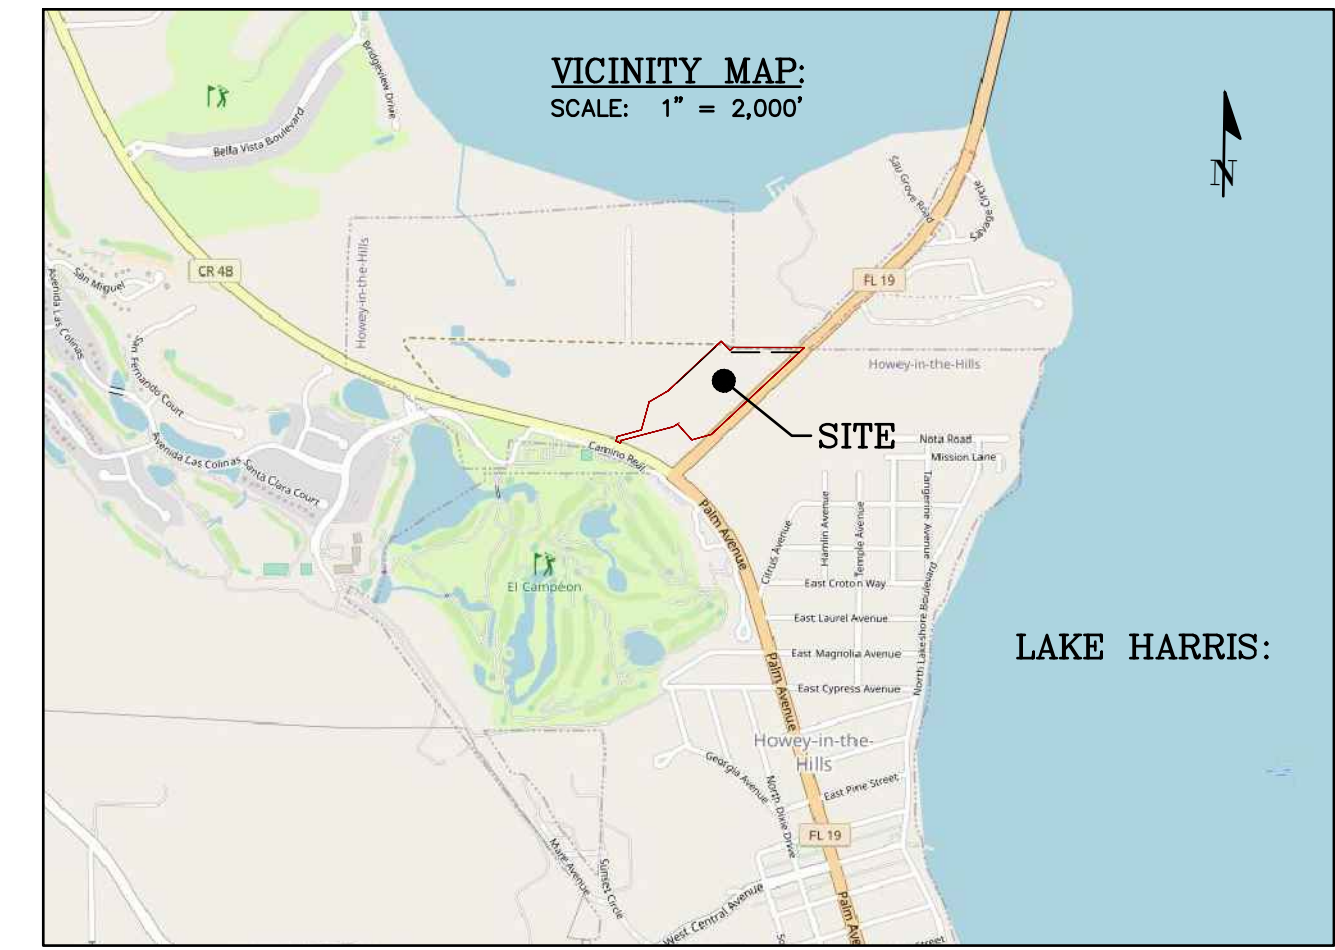 VICINITY MAP:
SCALE: 1" = 2,000'
N
Bridgeview Drive
Bella Vista Boulevard
Sau Grove Road
Savage Circle
CR 48
FL 19
Howey-in-the-Hills
San Miguel
Avenida Las Colinas
San Fernando Court
Howey-in-the-Hills
SITE
Camino Real
Nota Road
Mission Lane
Avenida Las Colinas
Santa Clara Court
Palm Avenue
Citrus Avenue
Hamlin Avenue
Temple Avenue
Tangerine Avenue
El Campeon
East Croton Way
East Laurel Avenue
North Lakeshore Boulevard
East Magnolia Avenue
LAKE HARRIS:
Palm Avenue
East Cypress Avenue
Howey-in-the-
Hills
Georgia Avenue
North Dixie Drive
East Pine Street
FL 19
Mare Avenue
Sunset Circle
West Central Avenue
Palm Ave
Street